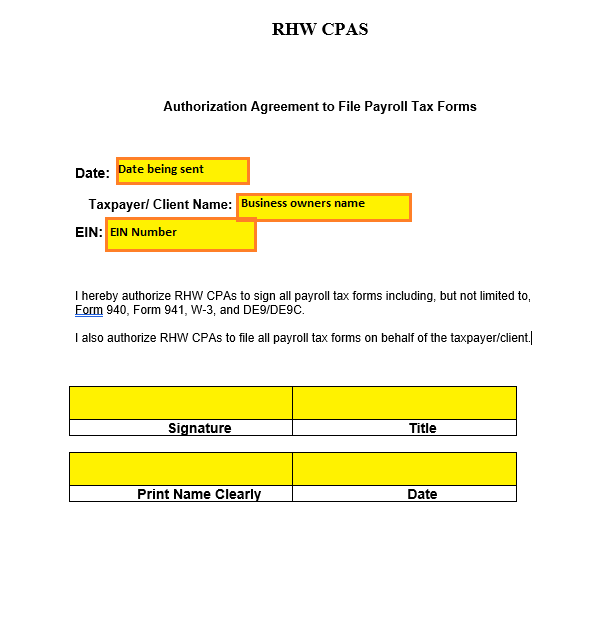 RHW CPAS
Authorization Agreement to File Payroll Tax Forms
Date: Date being sent
Taxpayer/ Client Name: Business owners name
EIN: EIN Number
I hereby authorize RHW CPAs to sign all payroll tax forms including, but not limited to,
Form 940, Form 941, W-3, and DE9/DE9C.
I also authorize RHW CPAs to file all payroll tax forms on behalf of the taxpayer/client.
Signature Title
Print Name Clearly Date